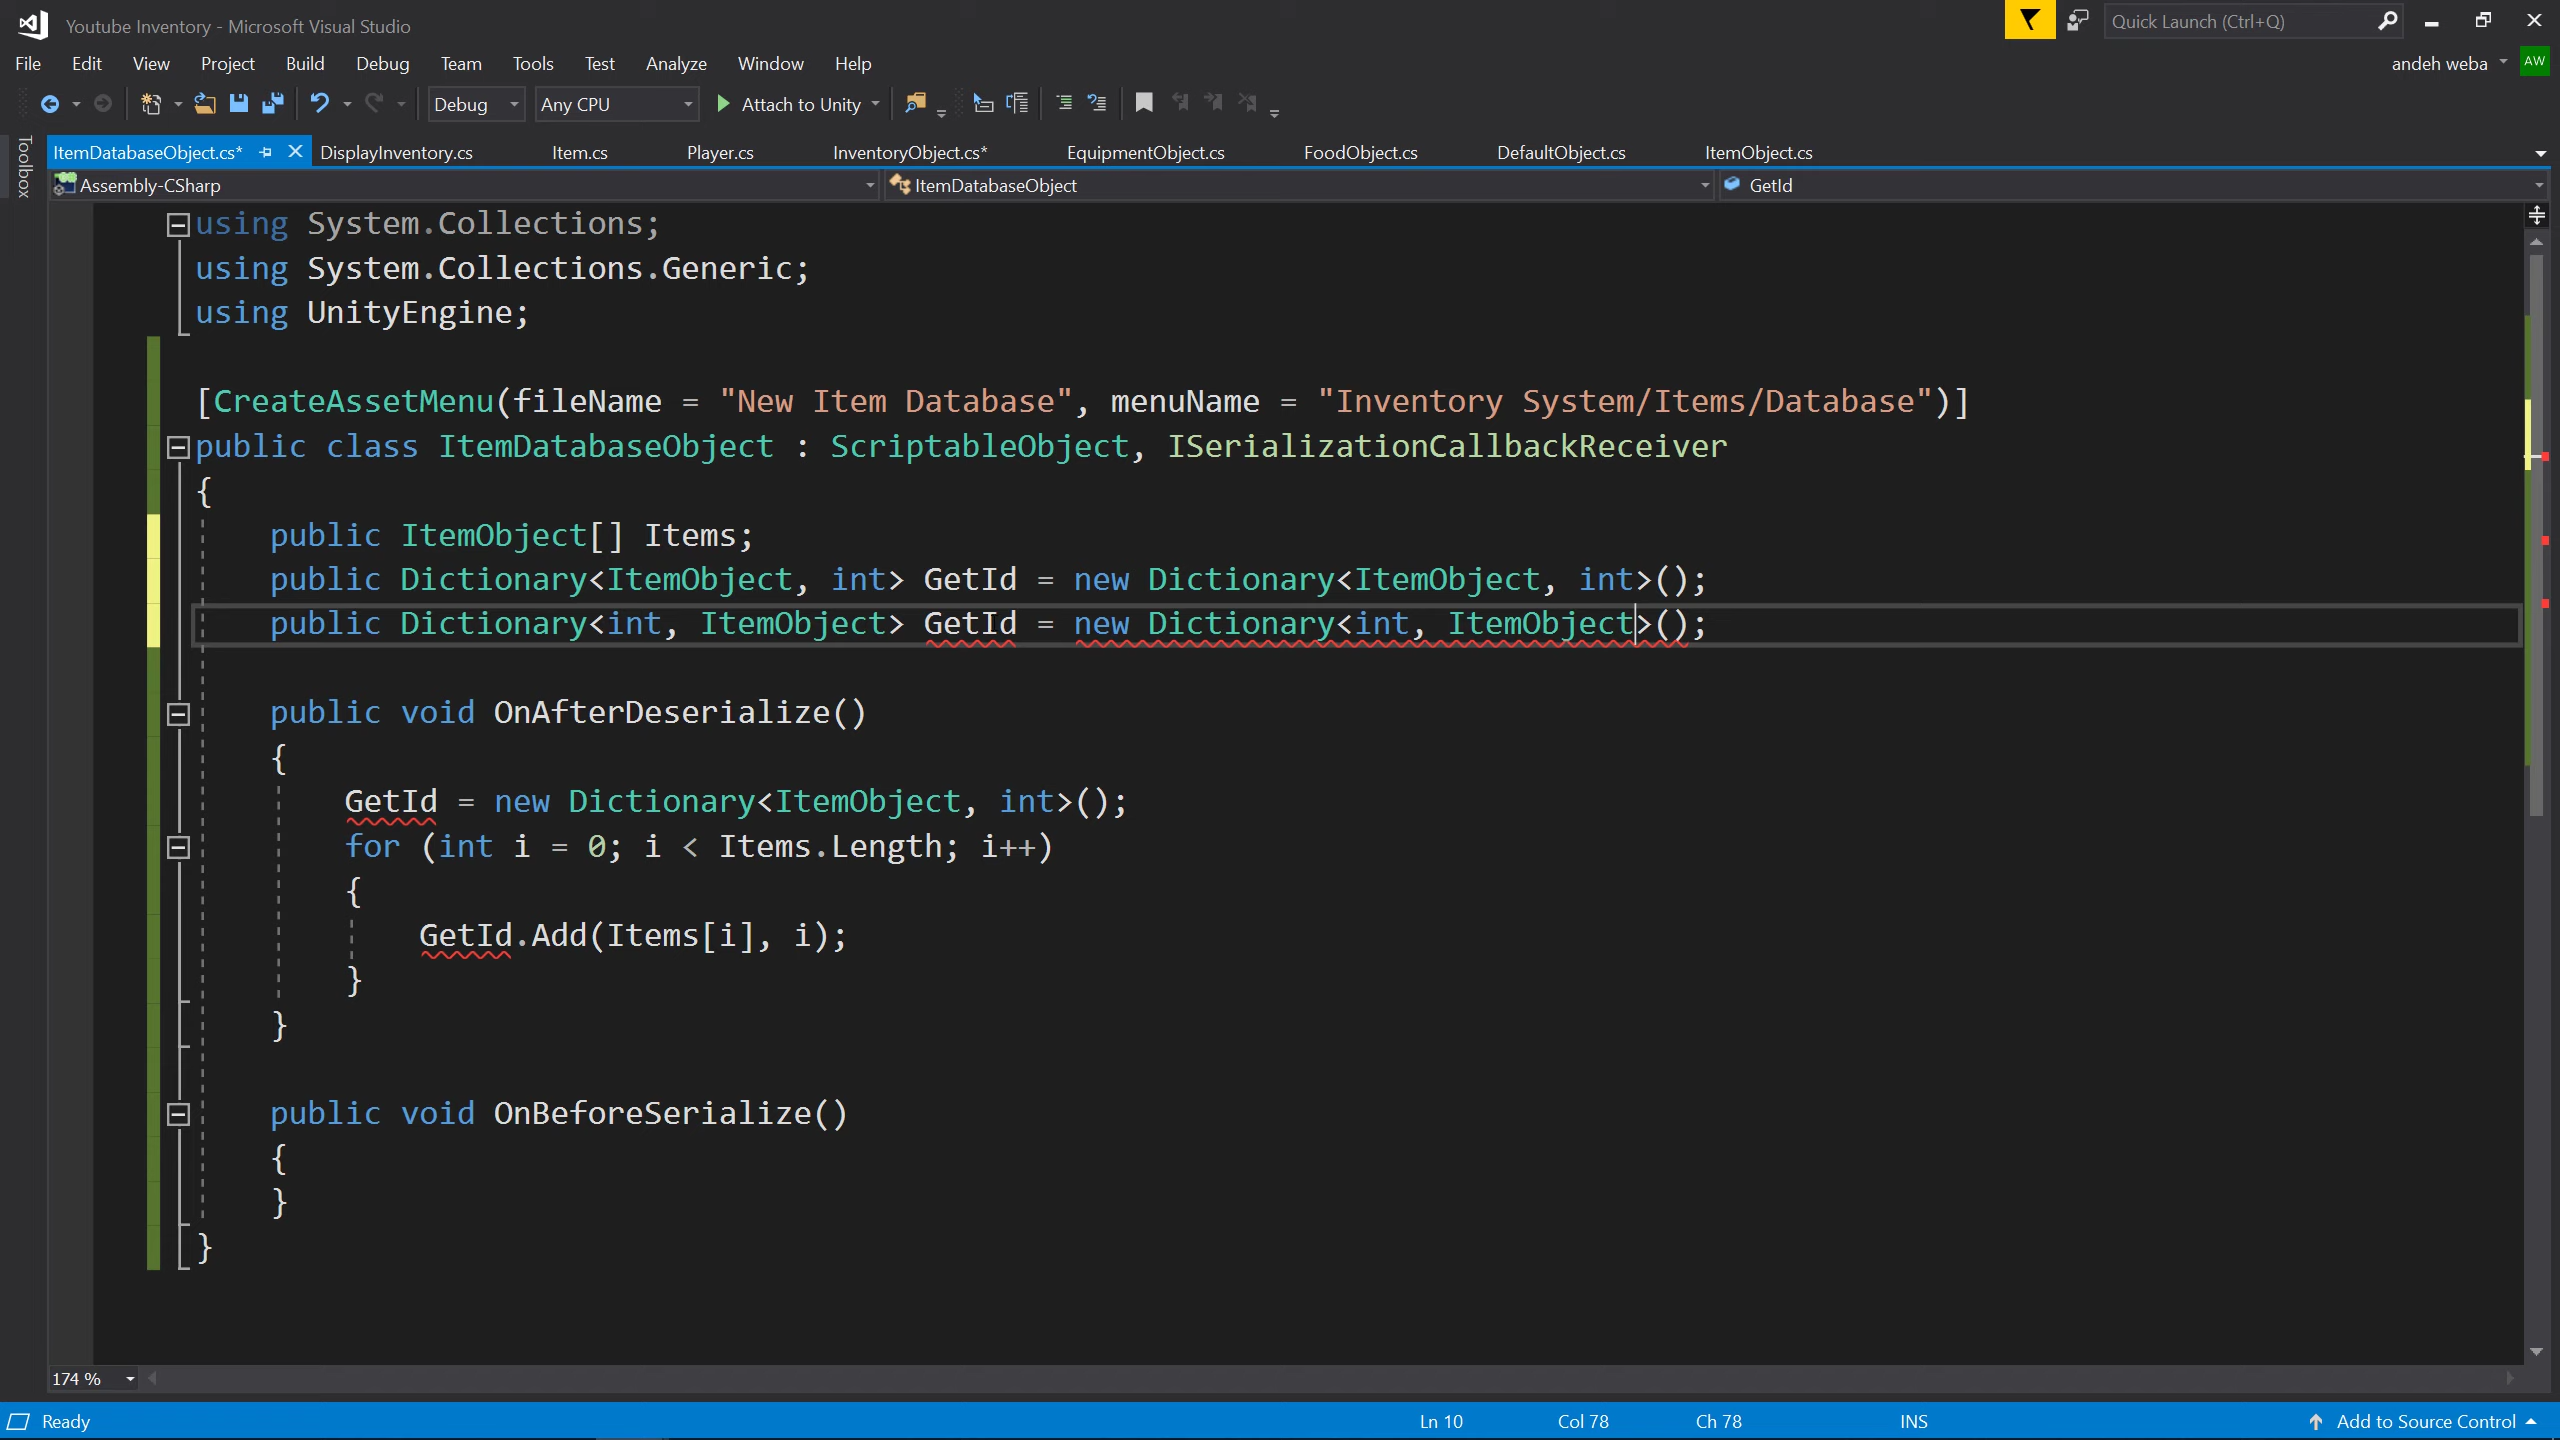 Youtube Inventory - Microsoft Visual Studio
Quick Launch (Ctrl+Q)
File Edit View Project Build Debug Team Tools Test Analyze Window Help
andeh weba AW
Debug Any CPU Attach to Unity
Toolbox
ItemDatabaseObject.cs* DisplayInventory.cs Item.cs Player.cs InventoryObject.cs* EquipmentObject.cs FoodObject.cs DefaultObject.cs ItemObject.cs
Assembly-CSharp ItemDatabaseObject GetId
using System.Collections;
using System.Collections.Generic;
using UnityEngine;
[CreateAssetMenu(fileName = "New Item Database", menuName = "Inventory System/Items/Database")]
public class ItemDatabaseObject : ScriptableObject, ISerializationCallbackReceiver
{
public ItemObject[] Items;
public Dictionary<ItemObject, int> GetId = new Dictionary<ItemObject, int>();
public Dictionary<int, ItemObject> GetId = new Dictionary<int, ItemObject>();
public void OnAfterDeserialize()
{
GetId = new Dictionary<ItemObject, int>();
for (int i = 0; i < Items.Length; i++)
{
GetId.Add(Items[i], i);
}
}
public void OnBeforeSerialize()
{
}
}
174 %
Ready Ln 10 Col 78 Ch 78 INS Add to Source Control